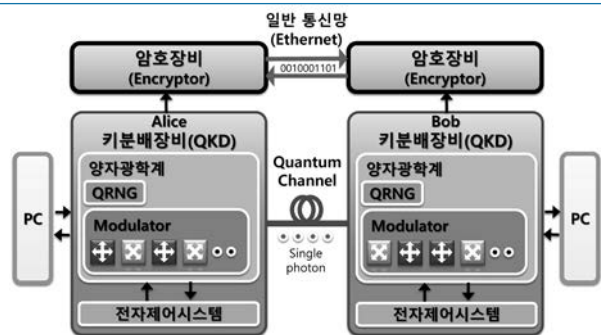 일반 통신망
(Ethernet)
암호장비
(Encryptor)
0010001101
암호장비
(Encryptor)
Alice
키분배장비(QKD)
양자광학계
QRNG
Modulator
전자제어시스템
PC
Quantum
Channel
Single
photon
Bob
키분배장비(QKD)
양자광학계
QRNG
Modulator
전자제어시스템
PC